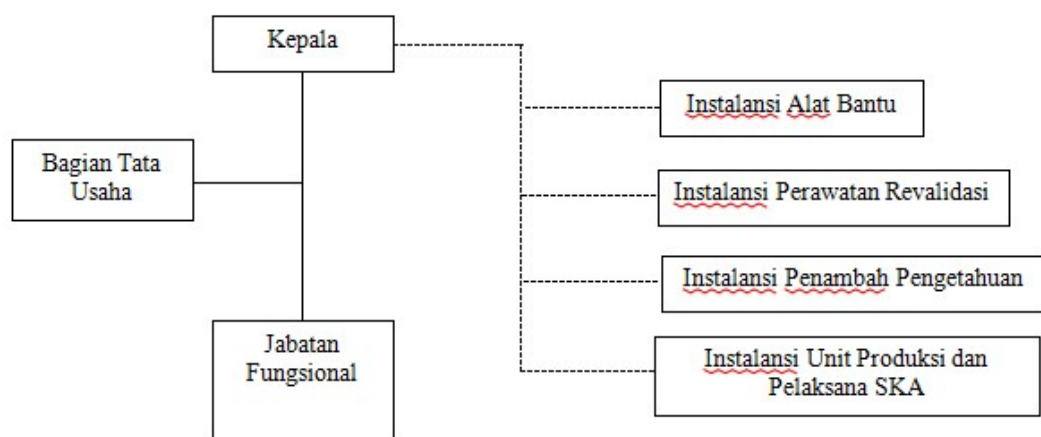 Kepala
Instalansi Alat Bantu
Bagian Tata
Usaha
Instalansi Perawatan Revalidasi
Instalansi Penambah Pengetahuan
Jabatan
Fungsional
Instalansi Unit Produksi dan
Pelaksana SKA